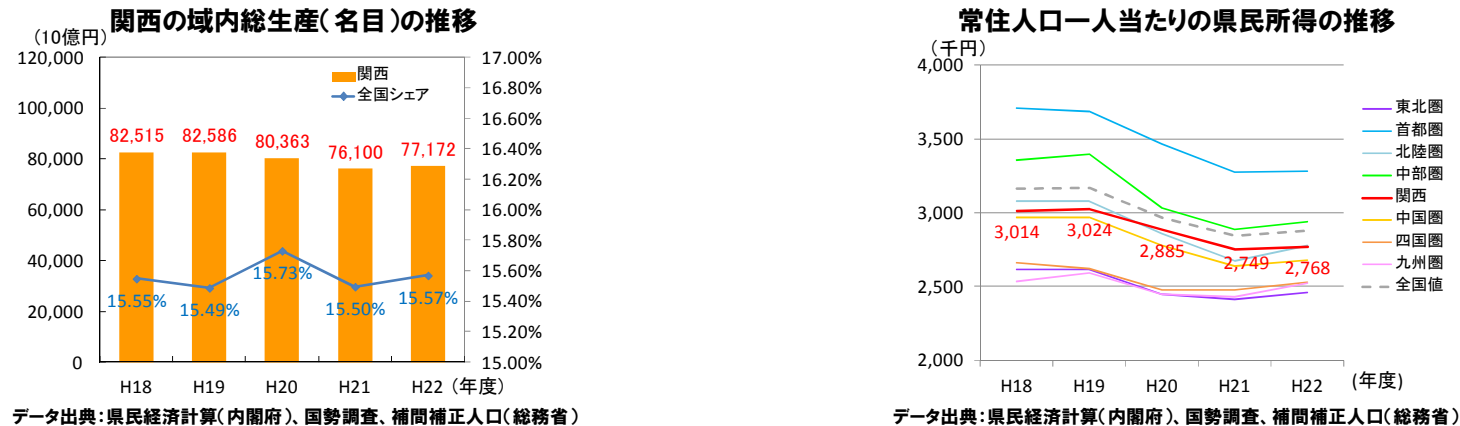 関西の域内総生産(名目)の推移
(10億円)
120,000
100,000
80,000
60,000
40,000
20,000
0
17.00%
16.80%
16.60%
16.40%
16.20%
16.00%
15.80%
15.60%
15.40%
15.20%
15.00%
関西
全国シェア
82,515
82,586
80,363
76,100
77,172
15.55%
15.49%
15.73%
15.50%
15.57%
H18
H19
H20
H21
H22
(年度)
データ出典:県民経済計算(内閣府)、国勢調査、補間補正人口(総務省)
常住人口一人当たりの県民所得の推移
(千円)
4,000
3,500
3,000
2,500
2,000
3,014
3,024
2,885
2,749
2,768
東北圏
首都圏
北陸圏
中部圏
関西
中国圏
四国圏
九州圏
全国値
H18
H19
H20
H21
H22
(年度)
データ出典:県民経済計算(内閣府)、国勢調査、補間補正人口(総務省)